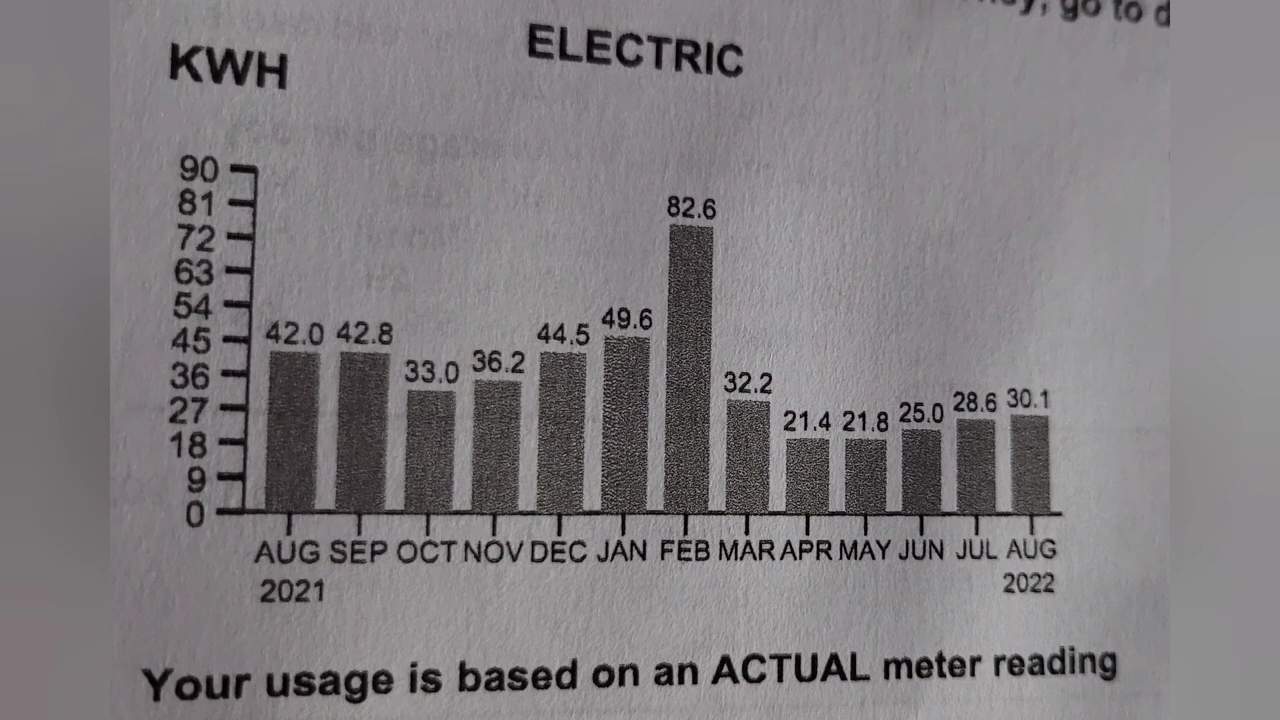 go to d
ELECTRIC
KWH
90
81
72
63
54
45
36
27
18
9
0
42.0 42.8 33.0 36.2 44.5 49.6 82.6 32.2 21.4 21.8 25.0 28.6 30.1
AUG SEP OCT NOV DEC JAN FEB MAR APR MAY JUN JUL AUG
2021 2022
Your usage is based on an ACTUAL meter reading